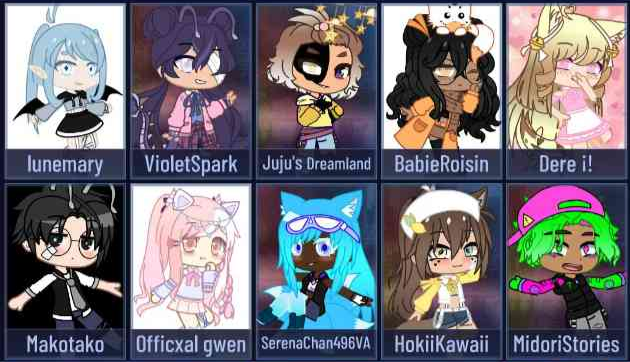 lunemary
VioletSpark
Juju's Dreamland
BabieRoisin
Dere i!
Makotako
Officxal gwen
SerenaChan496VA
HokiiKawaii
MidoriStories